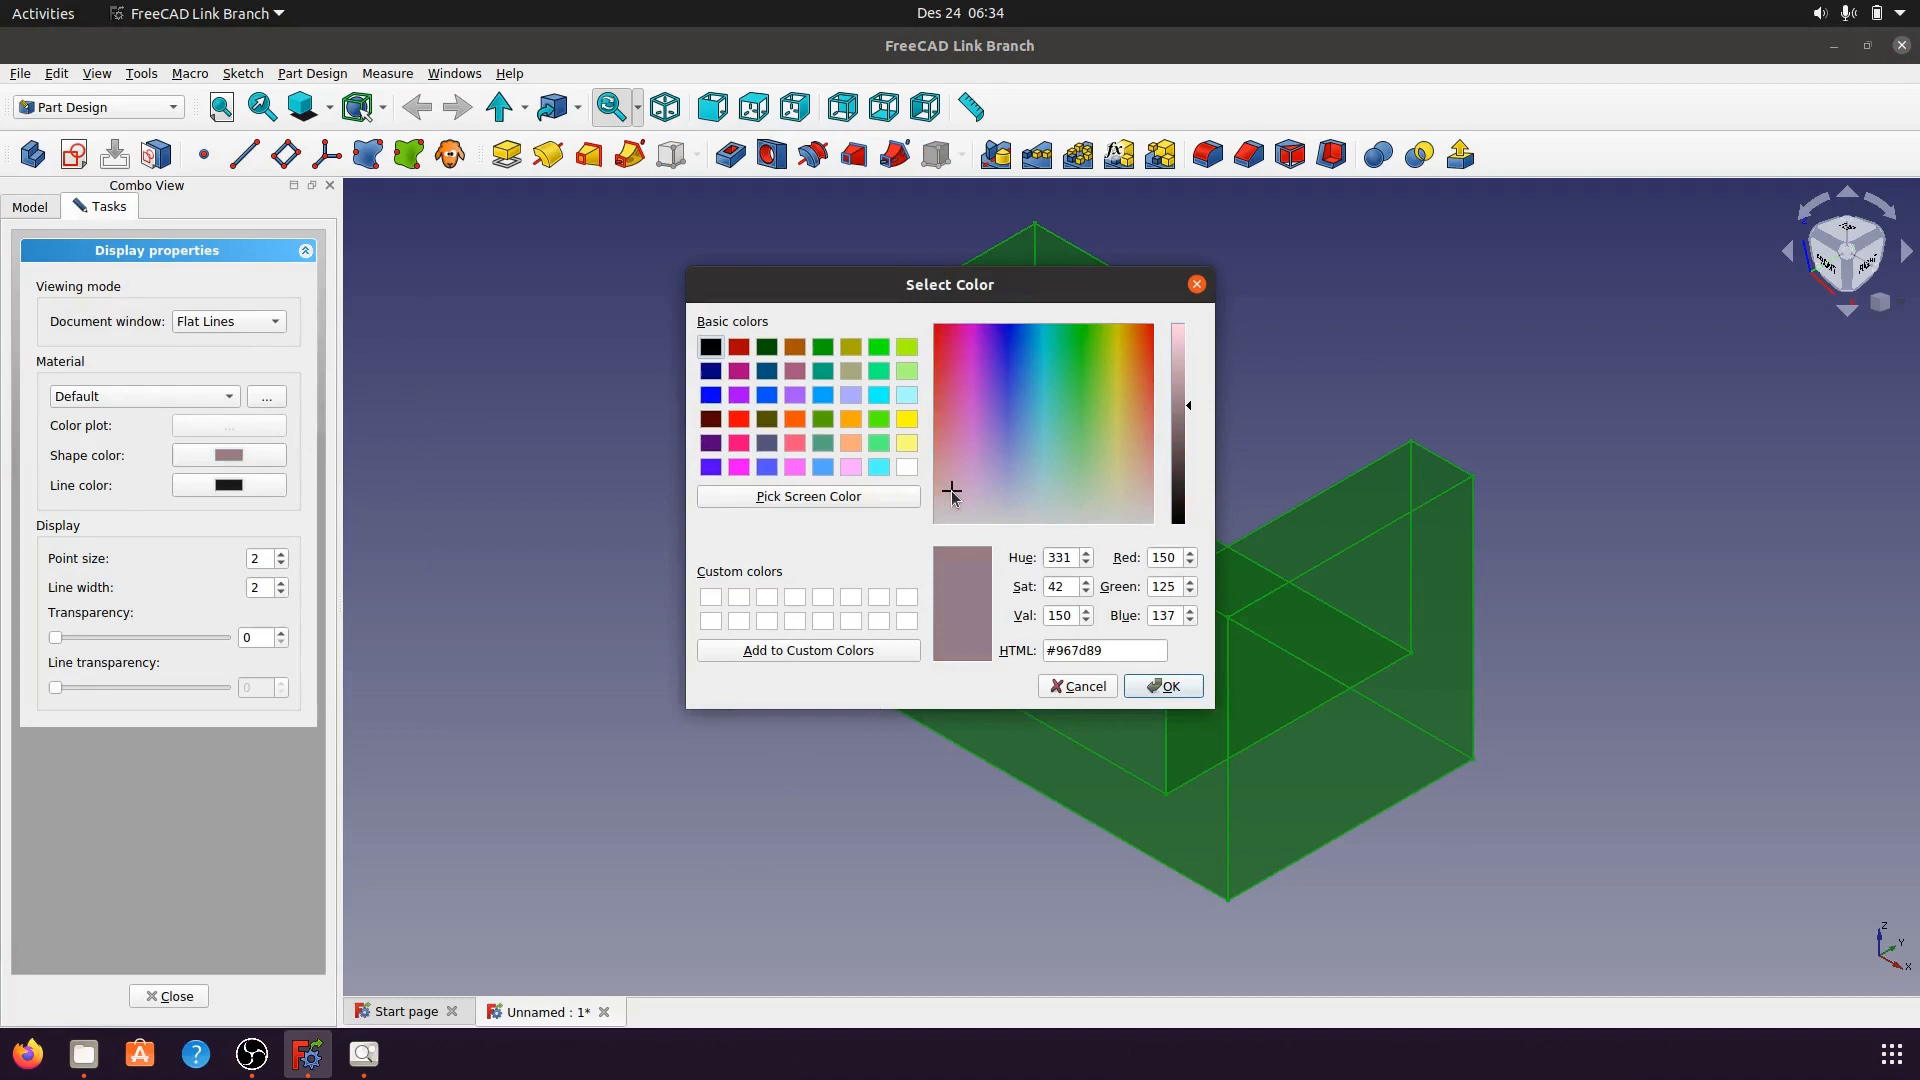 Activities
FreeCAD Link Branch
Des 24 06:34
FreeCAD Link Branch
File Edit View Tools Macro Sketch Part Design Measure Windows Help
Part Design
Combo View
Model
Tasks
Display properties
Viewing mode
Document window: Flat Lines
Material
Default
...
Color plot: ...
Shape color:
Line color:
Display
Point size: 2
Line width: 2
Transparency:
0
Line transparency:
0
Close
Select Color
Basic colors
Pick Screen Color
Custom colors
Add to Custom Colors
Hue: 331 Red: 150
Sat: 42 Green: 125
Val: 150 Blue: 137
HTML: #967d89
Cancel OK
FRONT
RIGHT
Z
Y
X
Start page
Unnamed : 1*